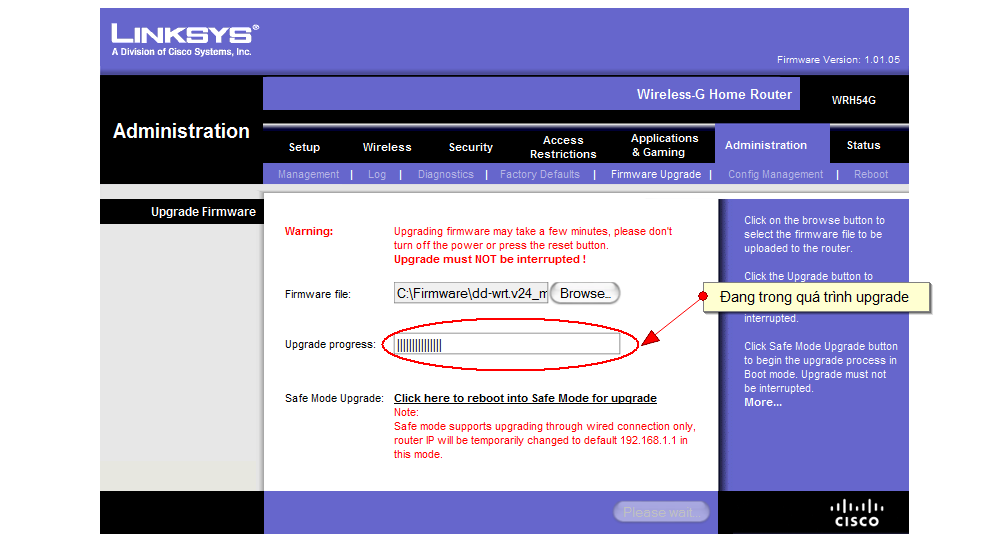 LINKSYS®
A Division of Cisco Systems, Inc.
Firmware Version: 1.01.05
Wireless-G Home Router
WRH54G
Administration
Setup
Wireless
Security
Access
Restrictions
Applications
& Gaming
Administration
Status
Management | Log | Diagnostics | Factory Defaults | Firmware Upgrade | Config Management | Reboot
Upgrade Firmware
Warning:
Upgrading firmware may take a few minutes, please don't
turn off the power or press the reset button.
Upgrade must NOT be interrupted !
Firmware file:
C:\Firmware\dd-wrt.v24_m
Browse...
Upgrade progress:
Safe Mode Upgrade:
Click here to reboot into Safe Mode for upgrade
Note:
Safe mode supports upgrading through wired connection only,
router IP will be temporarily changed to default 192.168.1.1 in
this mode.
Click on the browse button to
select the firmware file to be
uploaded to the router.
Click the Upgrade button to
Đang trong quá trình upgrade
interrupted.
Click Safe Mode Upgrade button
to begin the upgrade process in
Boot mode. Upgrade must not
be interrupted.
More...
Please wait...
CISCO